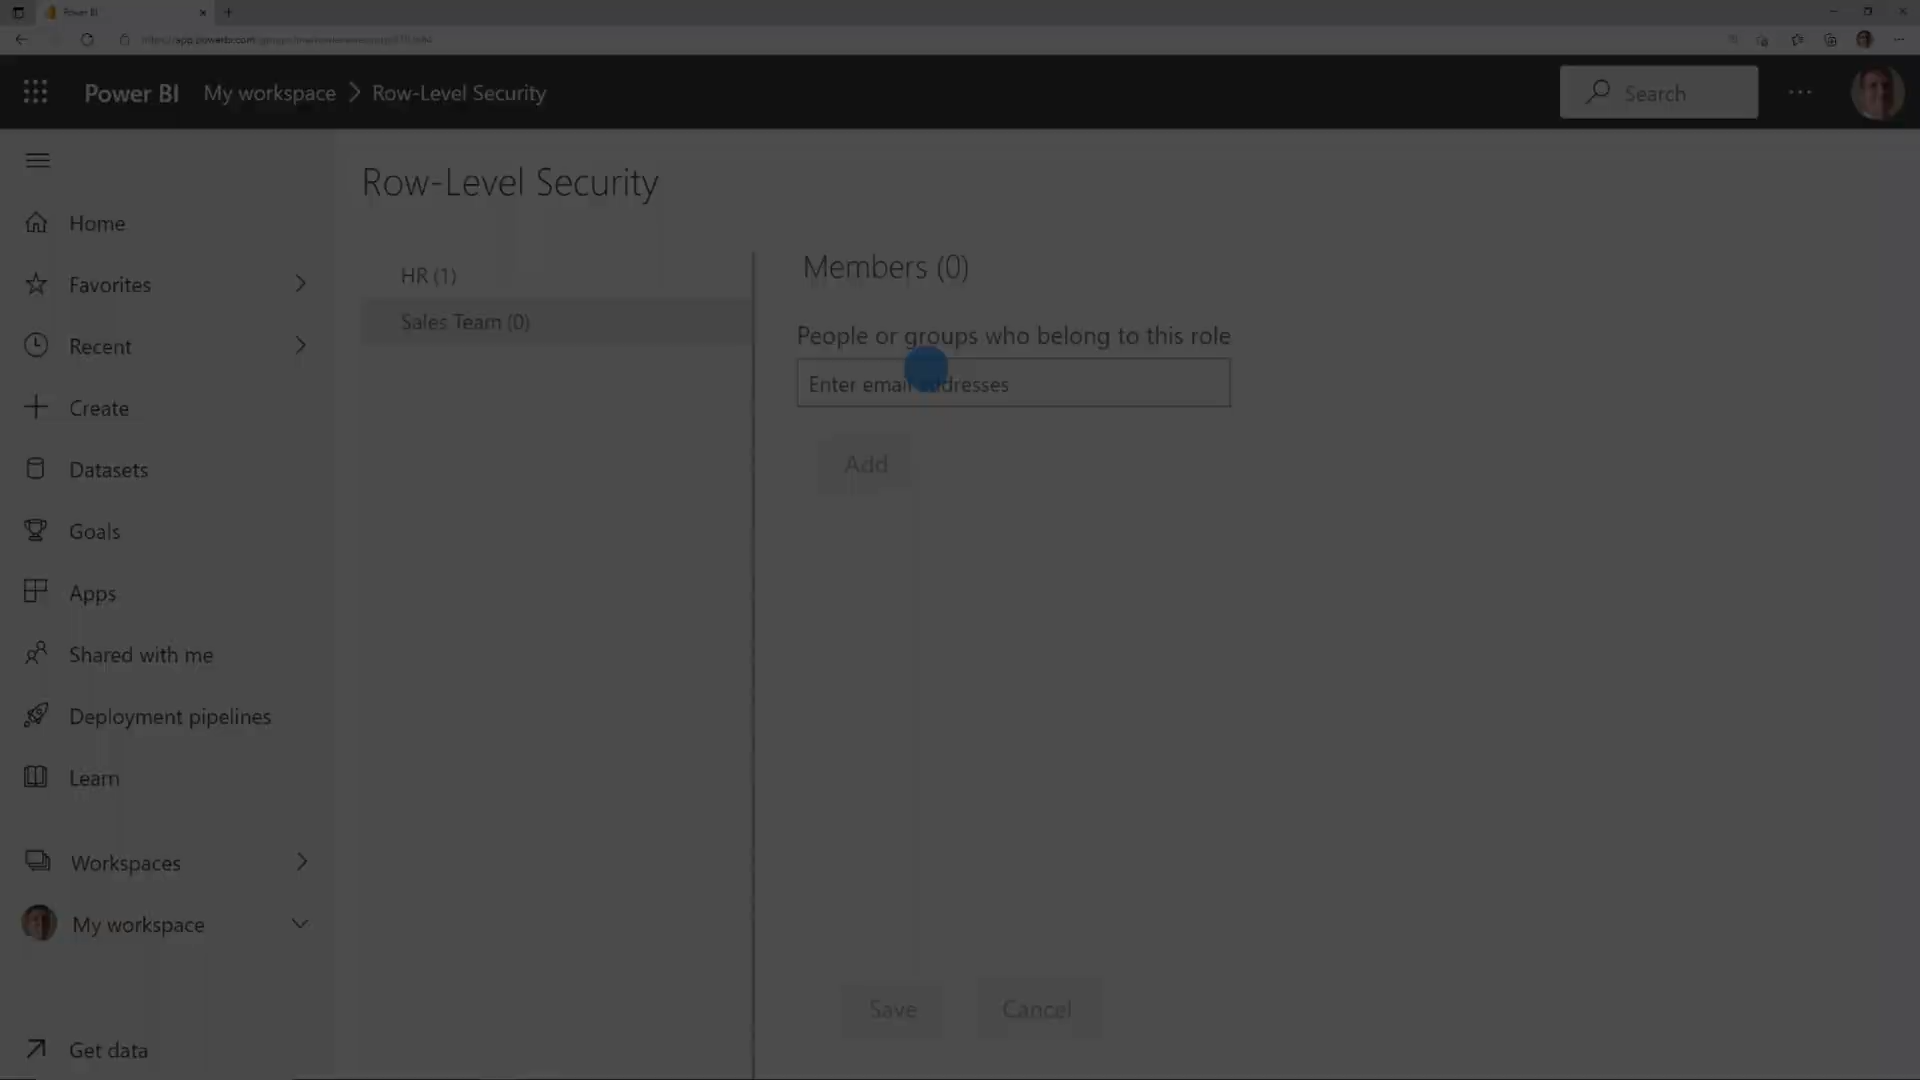 Power BI
Power BI My workspace Row-Level Security
Search
Row-Level Security
Home
Favorites
Recent
Create
Datasets
Goals
Apps
Shared with me
Deployment pipelines
Learn
Workspaces
My workspace
Get data
HR (1)
Sales Team (0)
Members (0)
People or groups who belong to this role
Enter email addresses
Add
Save
Cancel